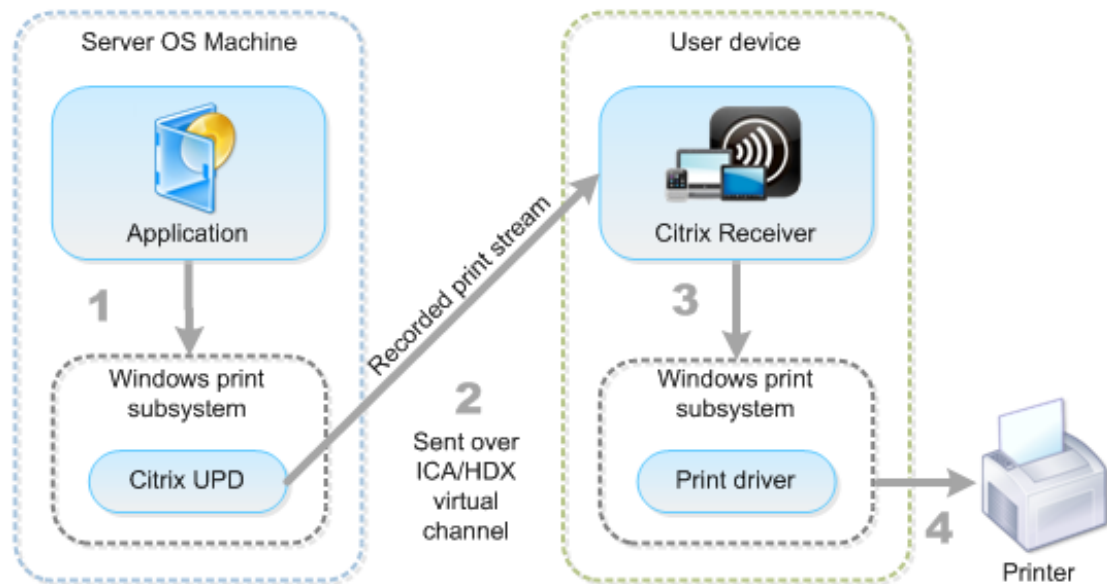 Server OS Machine
Application
1
Windows print
subsystem
Citrix UPD
Recorded print stream
2
Sent over
ICA/HDX
virtual
channel
User device
Citrix Receiver
3
Windows print
subsystem
Print driver
4
Printer